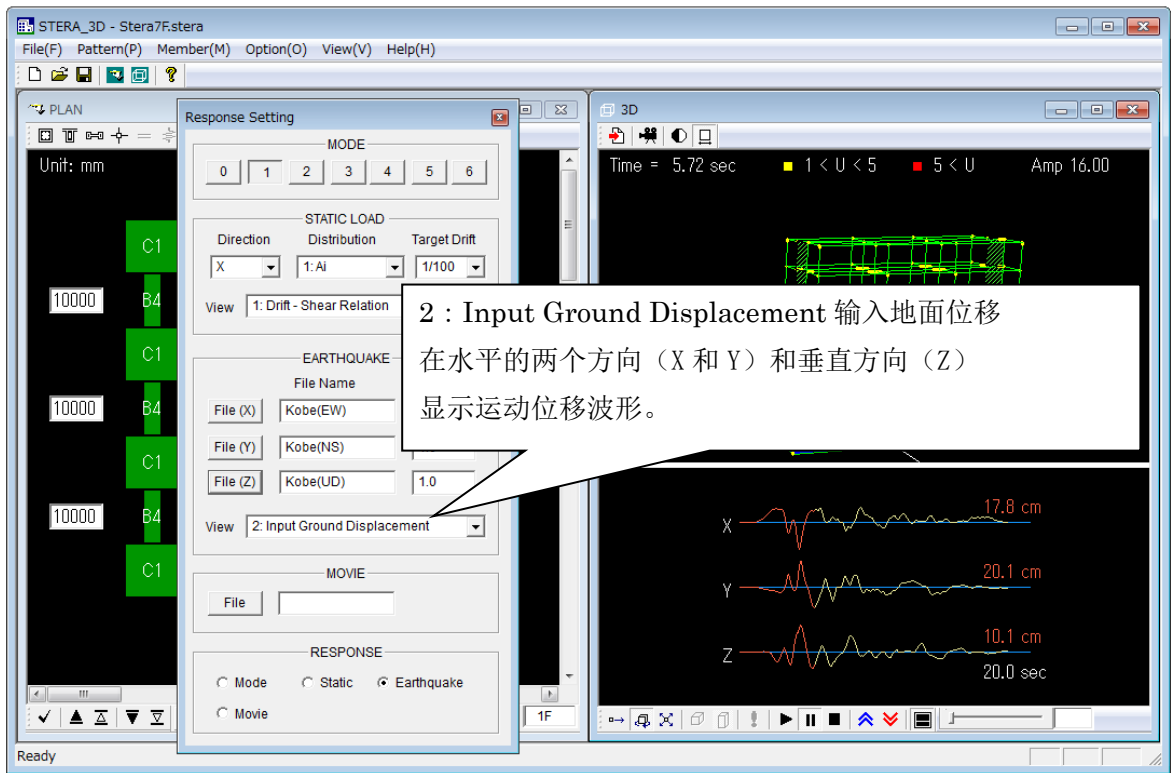 STERA_3D - Stera7F.stera
File(F) Pattern(P) Member(M) Option(O) View(V) Help(H)
PLAN
Unit: mm
C1
10000 B4
C1
10000 B4
C1
10000 B4
C1
1F
Response Setting
MODE
0 1 2 3 4 5 6
STATIC LOAD
Direction Distribution Target Drift
X 1: Ai 1/100
View 1: Drift - Shear Relation
EARTHQUAKE
File Name
File (X) Kobe(EW)
File (Y) Kobe(NS)
File (Z) Kobe(UD) 1.0
View 2: Input Ground Displacement
MOVIE
File
RESPONSE
Mode Static Earthquake
Movie
2：Input Ground Displacement 输入地面位移
在水平的两个方向（X 和 Y）和垂直方向（Z）
显示运动位移波形。
3D
Time = 5.72 sec 1 < U < 5 5 < U Amp 16.00
17.8 cm
X
20.1 cm
Y
10.1 cm
Z
20.0 sec
Ready